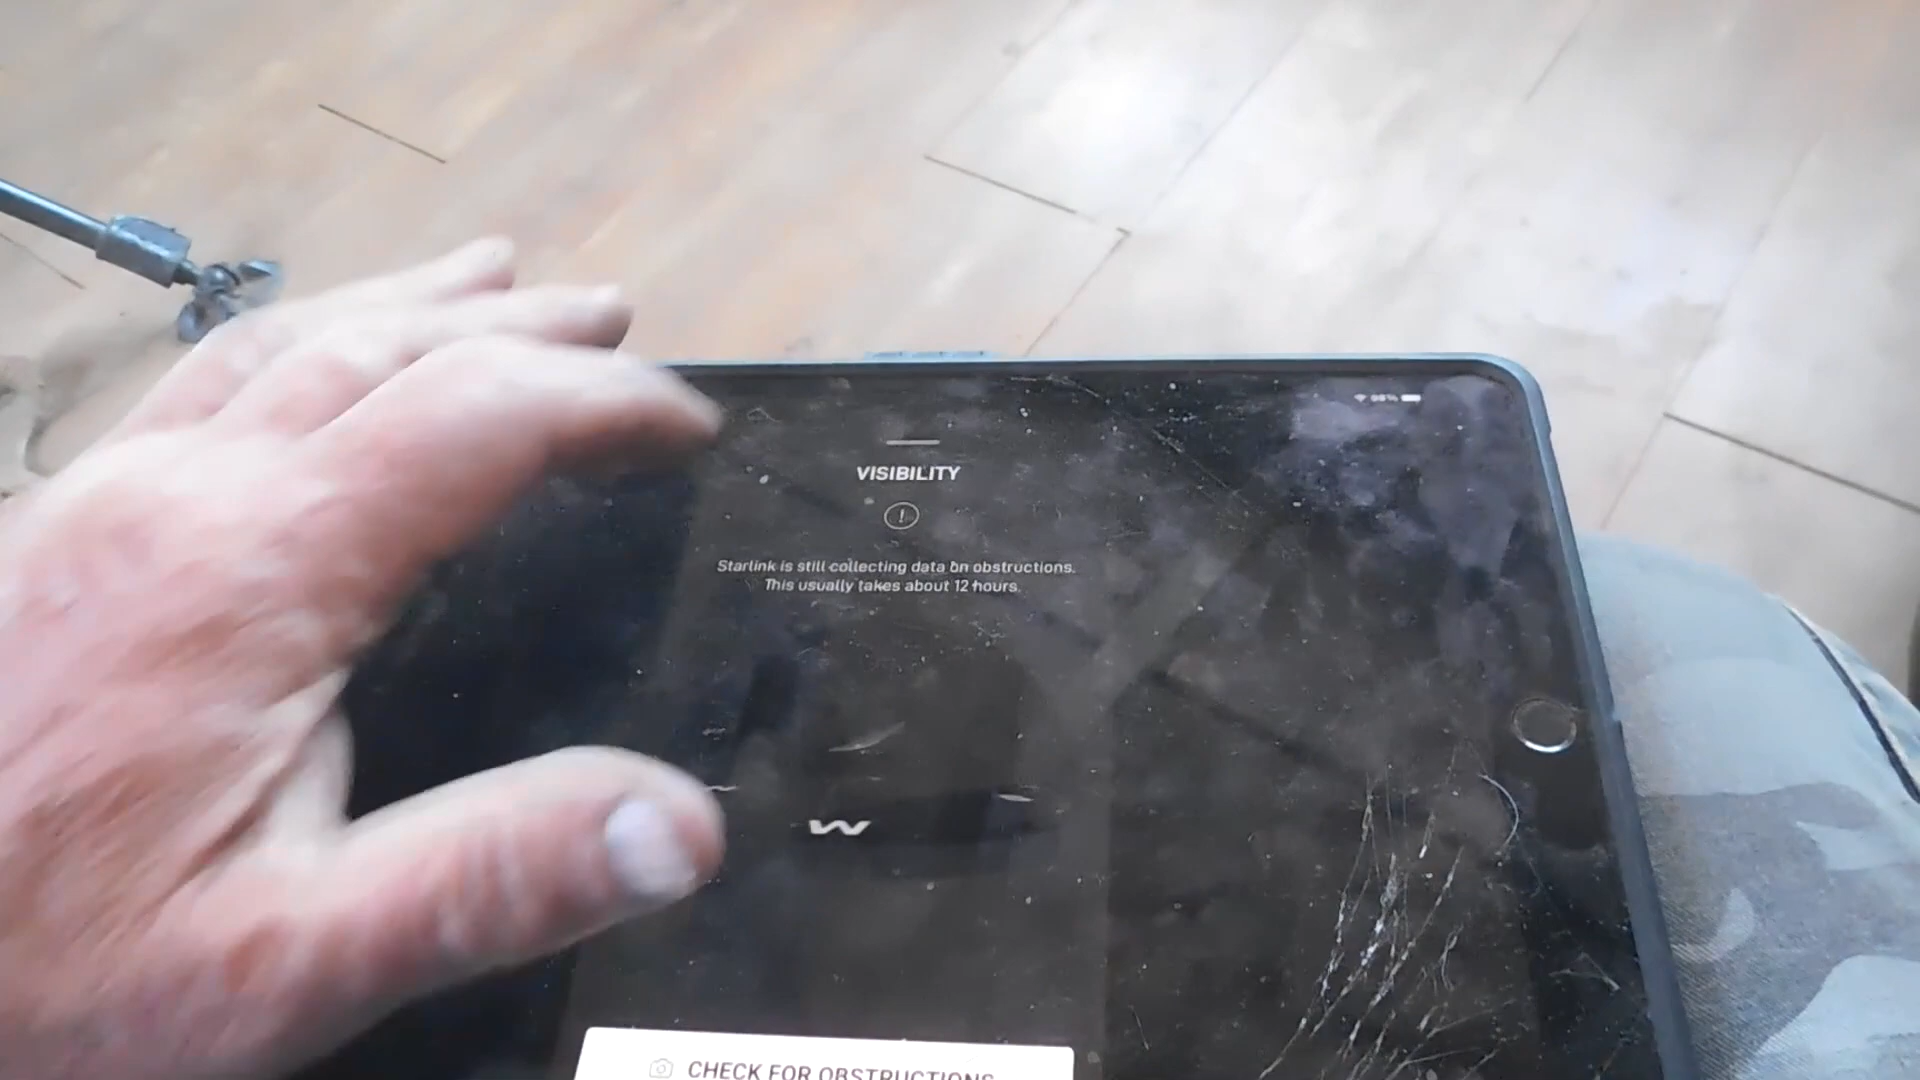 VISIBILITY
Starlink is still collecting data on obstructions.
This usually takes about 12 hours.
W
CHECK FOR OBSTRUCTIONS